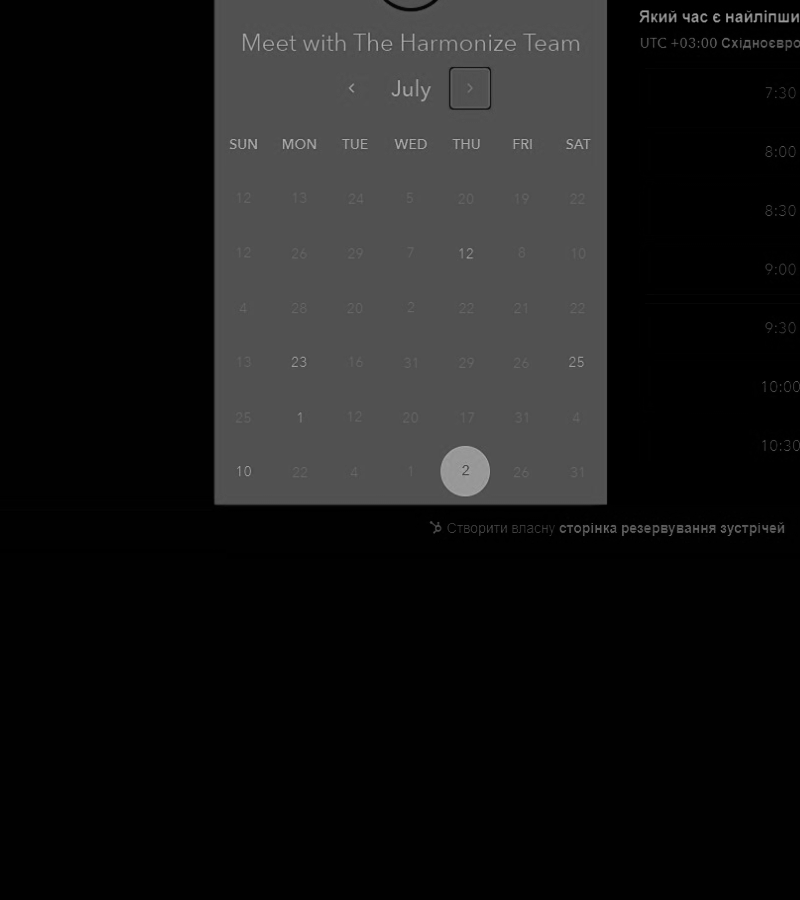 Meet with The Harmonize Team
July
SUN MON TUE WED THU FRI SAT
12 13 24 5 20 19 22
12 26 29 7 12 8 10
4 28 20 2 22 21 22
13 23 16 31 29 26 25
25 1 12 20 17 31 4
10 22 4 1 2 26 31
Який час є найліпши
UTC +03:00 Східноєвро
7:30
8:00
8:30
9:00
9:30
10:00
10:30
Створити власну сторінка резервування зустрічей